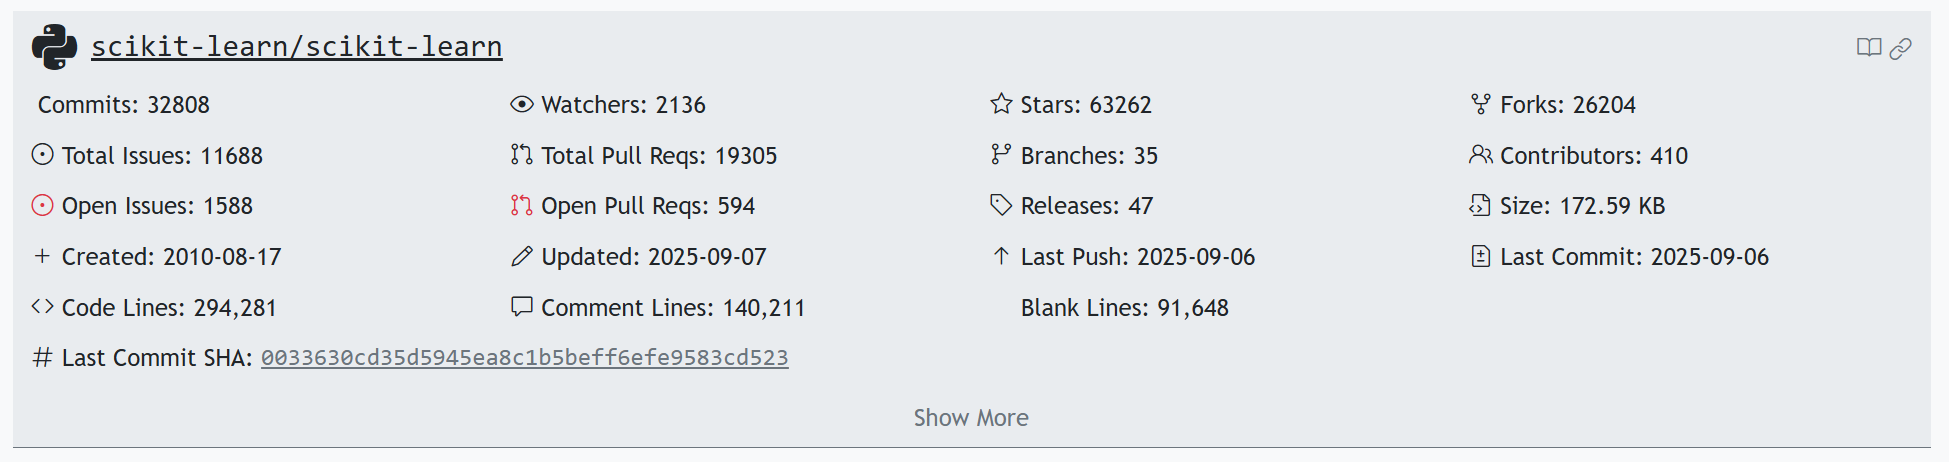 scikit-learn/scikit-learn
Commits: 32808 Watchers: 2136 Stars: 63262 Forks: 26204
Total Issues: 11688 Total Pull Reqs: 19305 Branches: 35 Contributors: 410
Open Issues: 1588 Open Pull Reqs: 594 Releases: 47 Size: 172.59 KB
Created: 2010-08-17 Updated: 2025-09-07 Last Push: 2025-09-06 Last Commit: 2025-09-06
Code Lines: 294,281 Comment Lines: 140,211 Blank Lines: 91,648
Last Commit SHA: 0033630cd35d5945ea8c1b5beff6efe9583cd523
Show More